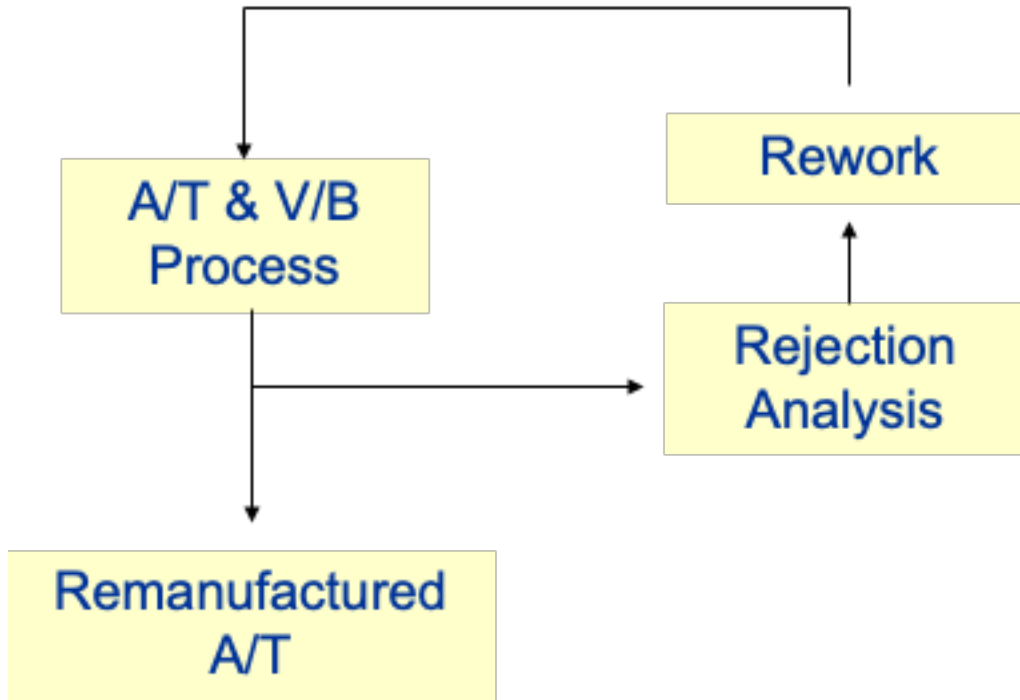 Rework
A/T & V/B
Process
Rejection
Analysis
Remanufactured
A/T